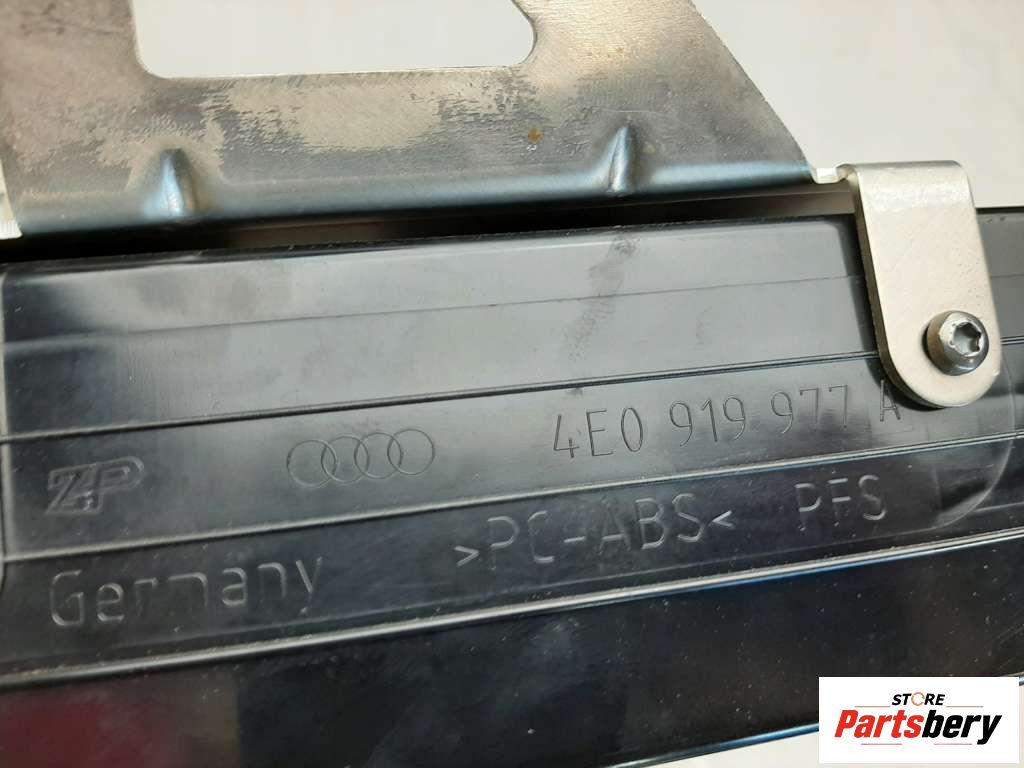 ZP 4E0 919 977 A
>PC-ABS< PFS
Germany
STORE
Partsbery